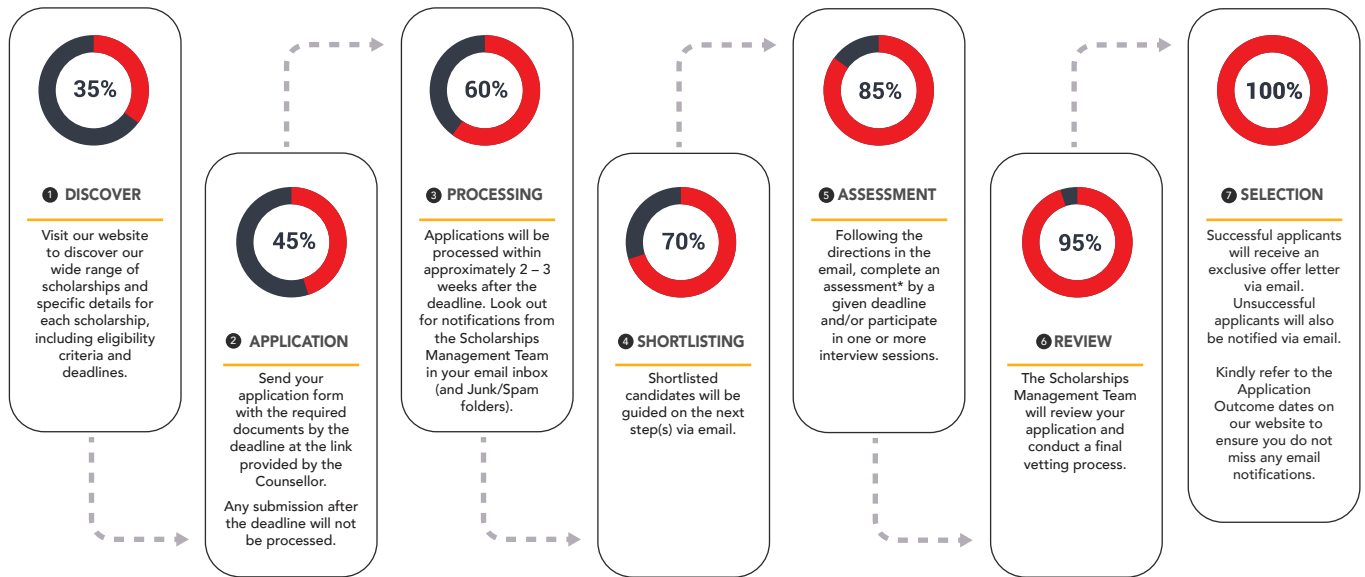 35%
1 DISCOVER
Visit our website
to discover our
wide range of
scholarships and
specific details for
each scholarship,
including eligibility
criteria and
deadlines.
45%
2 APPLICATION
Send your
application form
with the required
documents by the
deadline at the link
provided by the
Counsellor.
Any submission after
the deadline will not
be processed.
60%
3 PROCESSING
Applications will be
processed within
approximately 2 – 3
weeks after the
deadline. Look out
for notifications from
the Scholarships
Management Team
in your email inbox
(and Junk/Spam
folders).
70%
4 SHORTLISTING
Shortlisted
candidates will be
guided on the next
step(s) via email.
85%
5 ASSESSMENT
Following the
directions in the
email, complete an
assessment* by a
given deadline
and/or participate
in one or more
interview sessions.
95%
6 REVIEW
The Scholarships
Management Team
will review your
application and
conduct a final
vetting process.
100%
7 SELECTION
Successful applicants
will receive an
exclusive offer letter
via email.
Unsuccessful
applicants will also
be notified via email.
Kindly refer to the
Application
Outcome dates on
our website to
ensure you do not
miss any email
notifications.